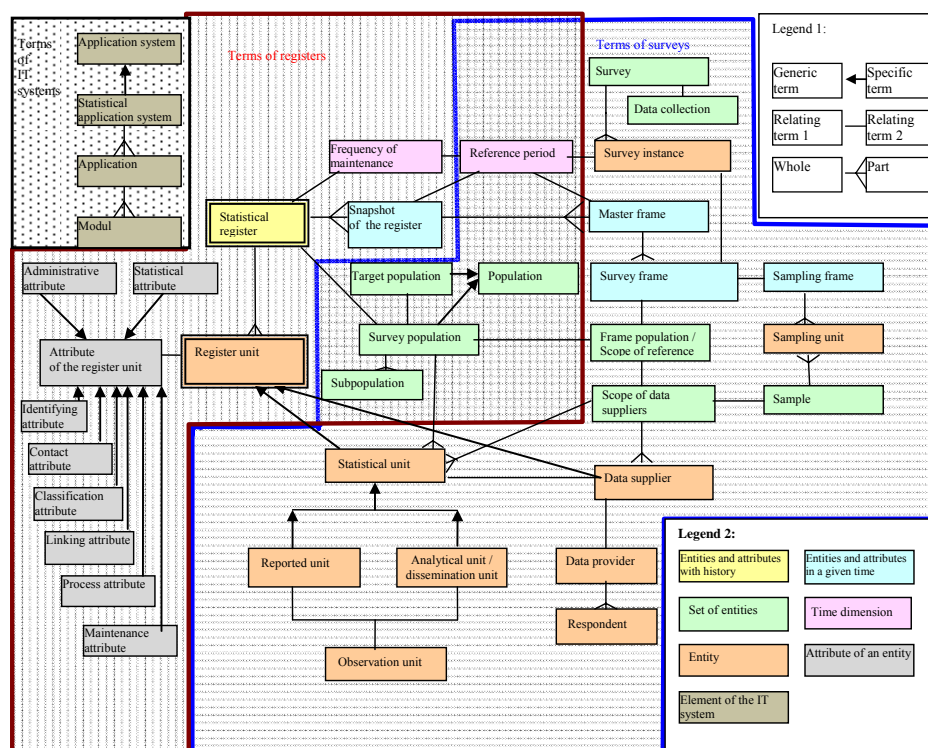 Terms
of
IT
systems
Application system
Statistical
application system
Application
Modul
Terms of registers
Terms of surveys
Survey
Data collection
Frequency of
maintenance
Reference period
Survey instance
Statistical
register
Snapshot
of the register
Master frame
Target population
Population
Survey frame
Sampling frame
Administrative
attribute
Statistical
attribute
Attribute
of the register unit
Register unit
Survey population
Frame population /
Scope of reference
Sampling unit
Subpopulation
Scope of data
suppliers
Sample
Identifying
attribute
Contact
attribute
Classification
attribute
Linking attribute
Process attribute
Maintenance
attribute
Statistical unit
Data supplier
Reported unit
Analytical unit /
dissemination unit
Data provider
Respondent
Observation unit
Legend 1:
Generic
term
Specific
term
Relating
term 1
Relating
term 2
Whole
Part
Legend 2:
Entities and attributes
with history
Entities and attributes
in a given time
Set of entities
Time dimension
Entity
Attribute of an entity
Element of the IT
system